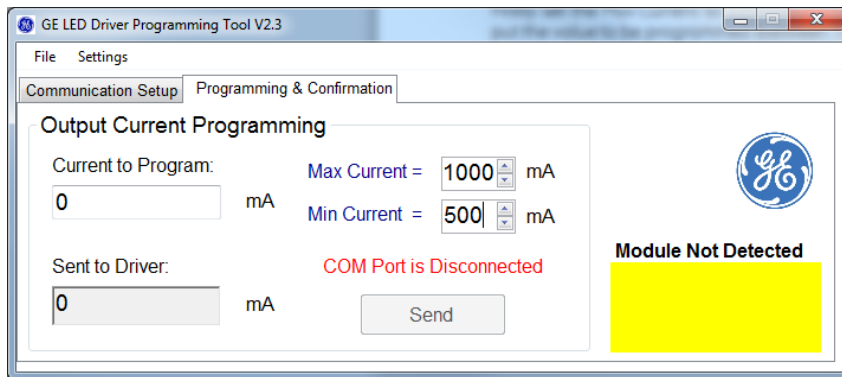 GE LED Driver Programming Tool V2.3
File Settings
Communication Setup Programming & Confirmation
Output Current Programming
Current to Program:
0 mA
Max Current = 1000 mA
Min Current = 500 mA
Sent to Driver:
0 mA
COM Port is Disconnected
Send
GE
Module Not Detected